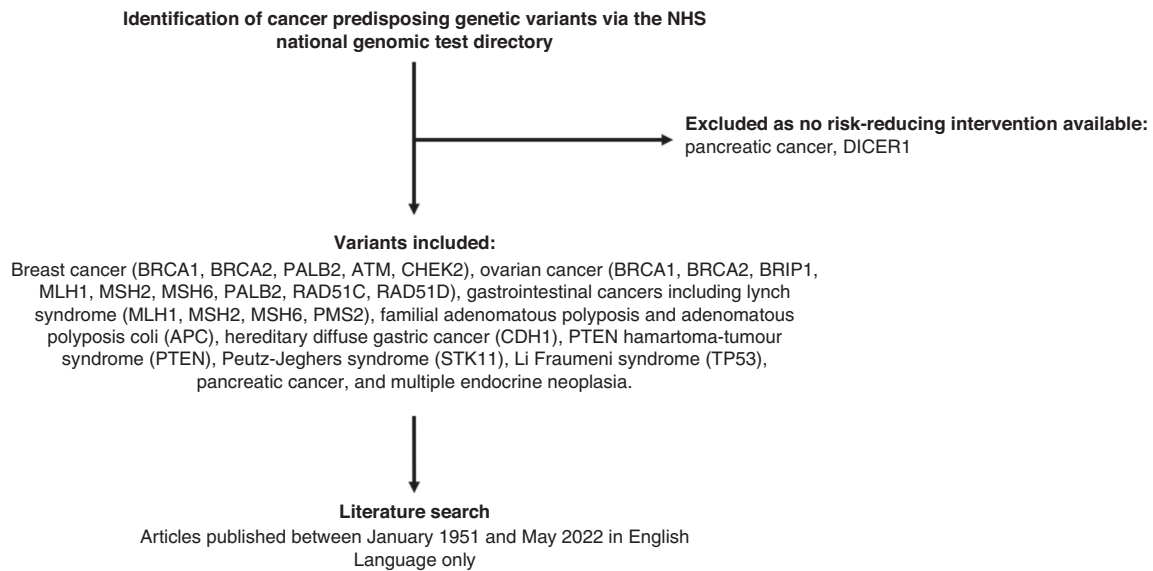 Identification of cancer predisposing genetic variants via the NHS
national genomic test directory
Excluded as no risk-reducing intervention available:
pancreatic cancer, DICER1
Variants included:
Breast cancer (BRCA1, BRCA2, PALB2, ATM, CHEK2), ovarian cancer (BRCA1, BRCA2, BRIP1,
MLH1, MSH2, MSH6, PALB2, RAD51C, RAD51D), gastrointestinal cancers including lynch
syndrome (MLH1, MSH2, MSH6, PMS2), familial adenomatous polyposis and adenomatous
polyposis coli (APC), hereditary diffuse gastric cancer (CDH1), PTEN hamartoma-tumour
syndrome (PTEN), Peutz-Jeghers syndrome (STK11), Li Fraumeni syndrome (TP53),
pancreatic cancer, and multiple endocrine neoplasia.
Literature search
Articles published between January 1951 and May 2022 in English
Language only